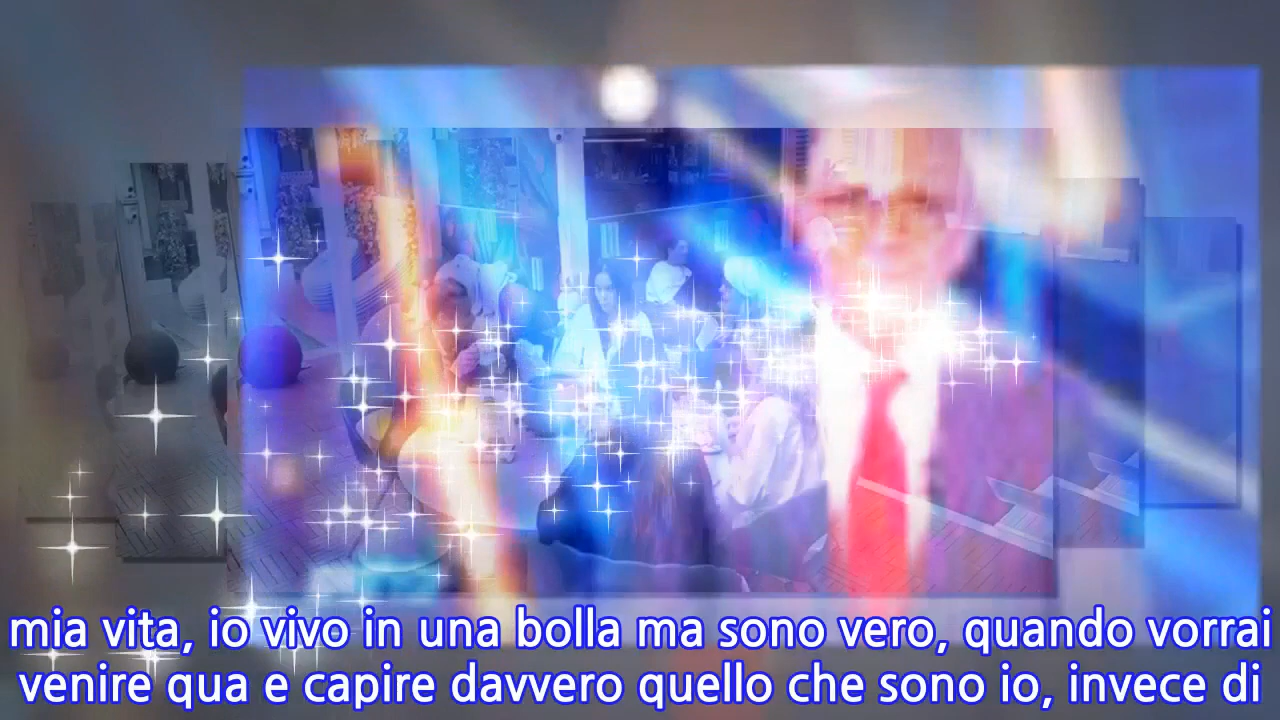 mia vita, io vivo in una bolla ma sono vero, quando vorrai
venire qua e capire davvero quello che sono io, invece di